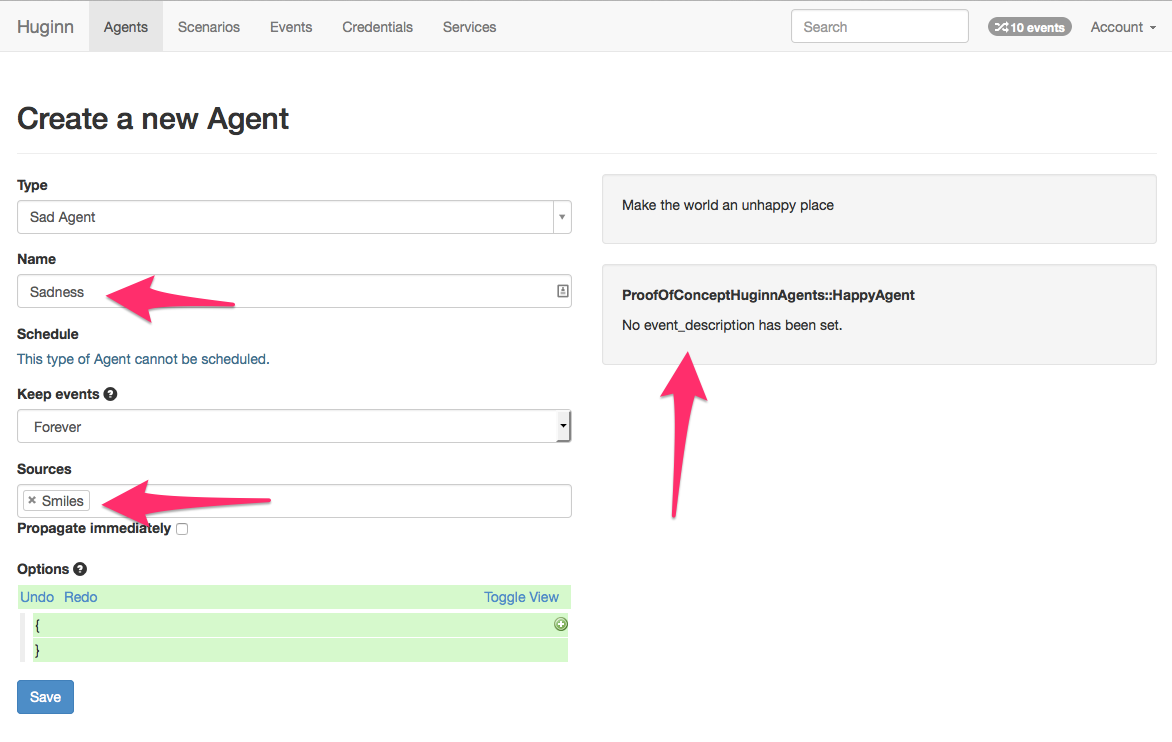 Huginn Agents Scenarios Events Credentials Services Search 10 events Account
Create a new Agent
Type
Sad Agent
Make the world an unhappy place
Name
Sadness
ProofOfConceptHuginnAgents::HappyAgent
No event_description has been set.
Schedule
This type of Agent cannot be scheduled.
Keep events ?
Forever
Sources
× Smiles
Propagate immediately
Options ?
Undo Redo Toggle View
{
}
Save